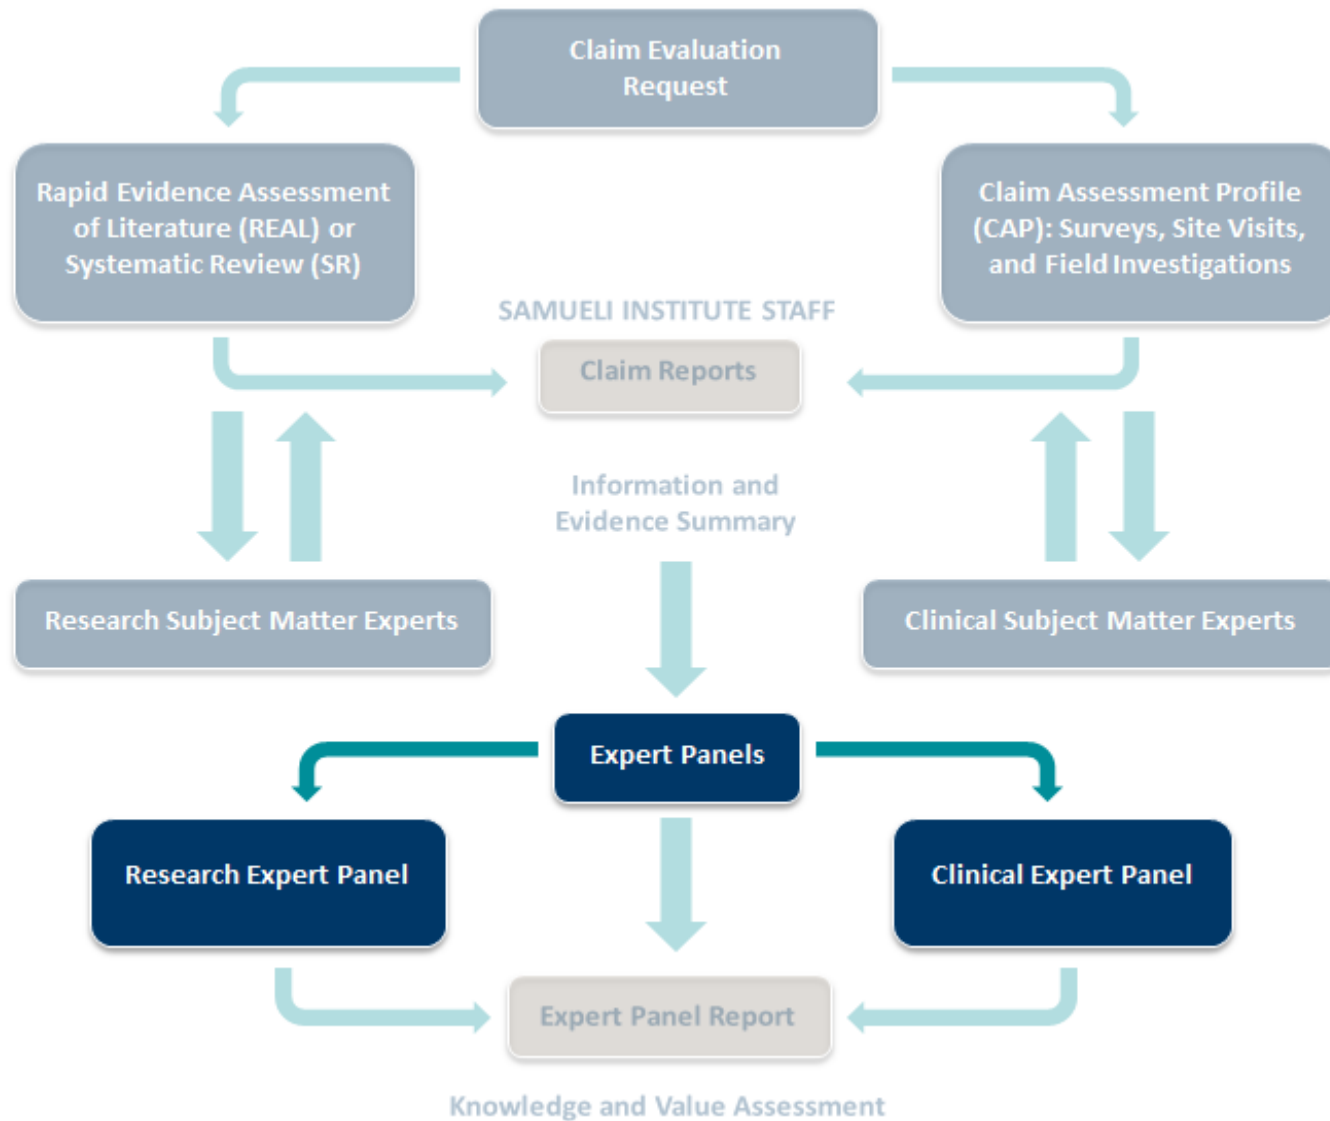 Claim Evaluation
Request
Rapid Evidence Assessment
of Literature (REAL) or
Systematic Review (SR)
Claim Assessment Profile
(CAP): Surveys, Site Visits,
and Field Investigations
SAMUELI INSTITUTE STAFF
Claim Reports
Information and
Evidence Summary
Research Subject Matter Experts
Clinical Subject Matter Experts
Expert Panels
Research Expert Panel
Clinical Expert Panel
Expert Panel Report
Knowledge and Value Assessment